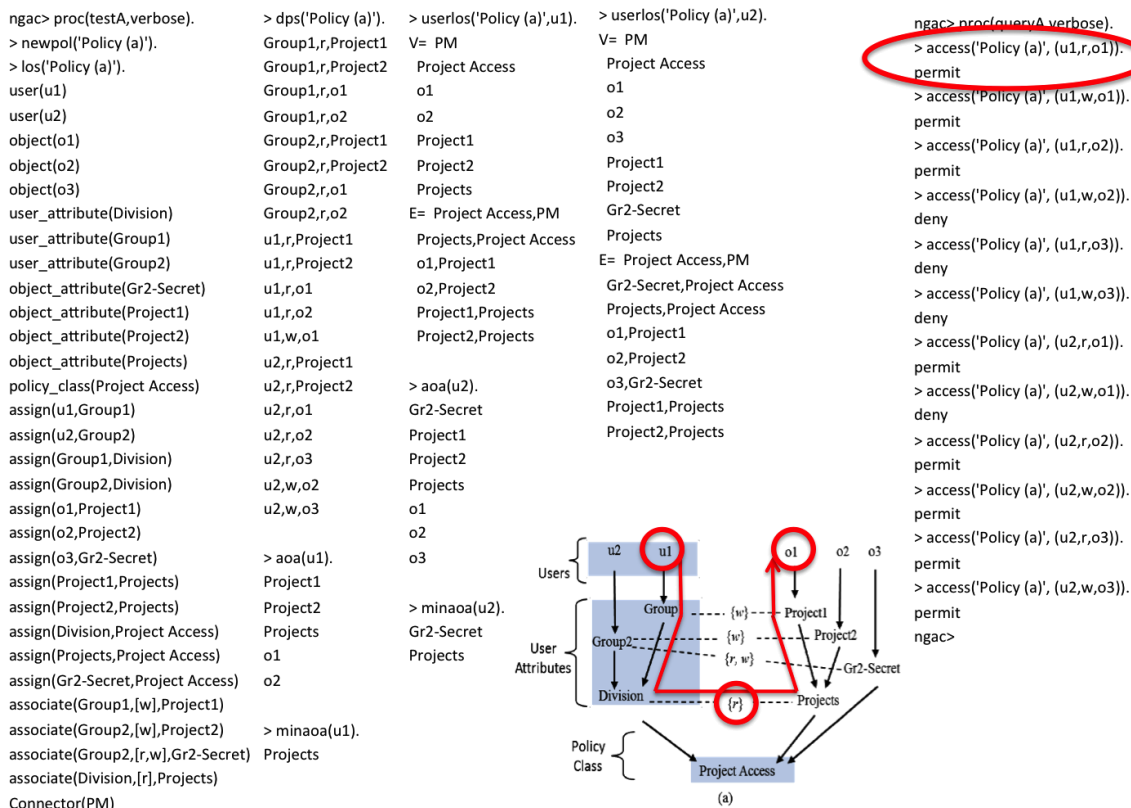 ngac> proc(testA,verbose).
> newpol('Policy (a)').
> los('Policy (a)').
user(u1)
user(u2)
object(o1)
object(o2)
object(o3)
user_attribute(Division)
user_attribute(Group1)
user_attribute(Group2)
object_attribute(Gr2-Secret)
object_attribute(Project1)
object_attribute(Project2)
object_attribute(Projects)
policy_class(Project Access)
assign(u1,Group1)
assign(u2,Group2)
assign(Group1,Division)
assign(Group2,Division)
assign(o1,Project1)
assign(o2,Project2)
assign(o3,Gr2-Secret)
assign(Project1,Projects)
assign(Project2,Projects)
assign(Division,Project Access)
assign(Projects,Project Access)
assign(Gr2-Secret,Project Access)
associate(Group1,[w],Project1)
associate(Group2,[w],Project2)
associate(Group2,[r,w],Gr2-Secret)
associate(Division,[r],Projects)
Connector(PM)
> dps('Policy (a)').
Group1,r,Project1
Group1,r,Project2
Group1,r,o1
Group1,r,o2
Group2,r,Project1
Group2,r,Project2
Group2,r,o1
Group2,r,o2
u1,r,Project1
u1,r,Project2
u1,r,o1
u1,r,o2
u1,w,o1
u2,r,Project1
u2,r,Project2
u2,r,o1
u2,r,o2
u2,r,o3
u2,w,o2
u2,w,o3
> aoa(u1).
Project1
Project2
Projects
o1
o2
> minaoa(u1).
Projects
> userlos('Policy (a)',u1).
V= PM
Project Access
o1
o2
Project1
Project2
Projects
E= Project Access,PM
Projects,Project Access
o1,Project1
o2,Project2
Project1,Projects
Project2,Projects
> aoa(u2).
Gr2-Secret
Project1
Project2
Projects
o1
o2
o3
> minaoa(u2).
Gr2-Secret
Projects
> userlos('Policy (a)',u2).
V= PM
Project Access
o1
o2
o3
Project1
Project2
Gr2-Secret
Projects
E= Project Access,PM
Gr2-Secret,Project Access
Projects,Project Access
o1,Project1
o2,Project2
o3,Gr2-Secret
Project1,Projects
Project2,Projects
u2 u1 o1 o2 o3
Users
Group {w} Project1
Group2 {w} Project2
User
Attributes
{r, w} Gr2-Secret
Division {r} Projects
Policy
Class
Project Access
(a)
ngac> proc(queryA,verbose).
> access('Policy (a)', (u1,r,o1)).
permit
> access('Policy (a)', (u1,w,o1)).
permit
> access('Policy (a)', (u1,r,o2)).
permit
> access('Policy (a)', (u1,w,o2)).
deny
> access('Policy (a)', (u1,r,o3)).
deny
> access('Policy (a)', (u1,w,o3)).
deny
> access('Policy (a)', (u2,r,o1)).
permit
> access('Policy (a)', (u2,w,o1)).
deny
> access('Policy (a)', (u2,r,o2)).
permit
> access('Policy (a)', (u2,w,o2)).
permit
> access('Policy (a)', (u2,r,o3)).
permit
> access('Policy (a)', (u2,w,o3)).
permit
ngac>